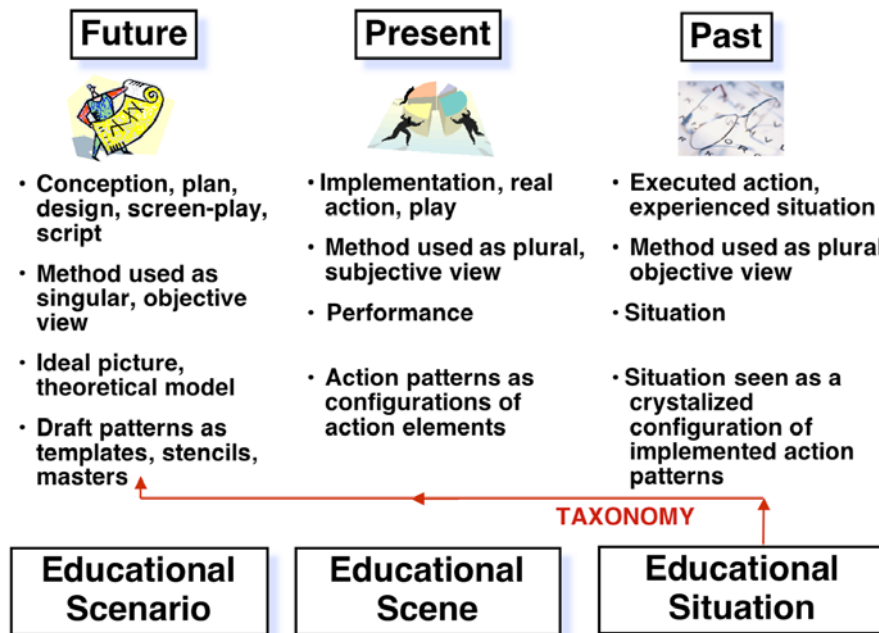 Future
Present
Past
• Conception, plan,
design, screen-play,
script
• Method used as
singular, objective
view
• Ideal picture,
theoretical model
• Draft patterns as
templates, stencils,
masters
• Implementation, real
action, play
• Method used as plural,
subjective view
• Performance
• Action patterns as
configurations of
action elements
• Executed action,
experienced situation
• Method used as plural
objective view
• Situation
• Situation seen as a
crystalized
configuration of
implemented action
patterns
TAXONOMY
Educational
Scenario
Educational
Scene
Educational
Situation